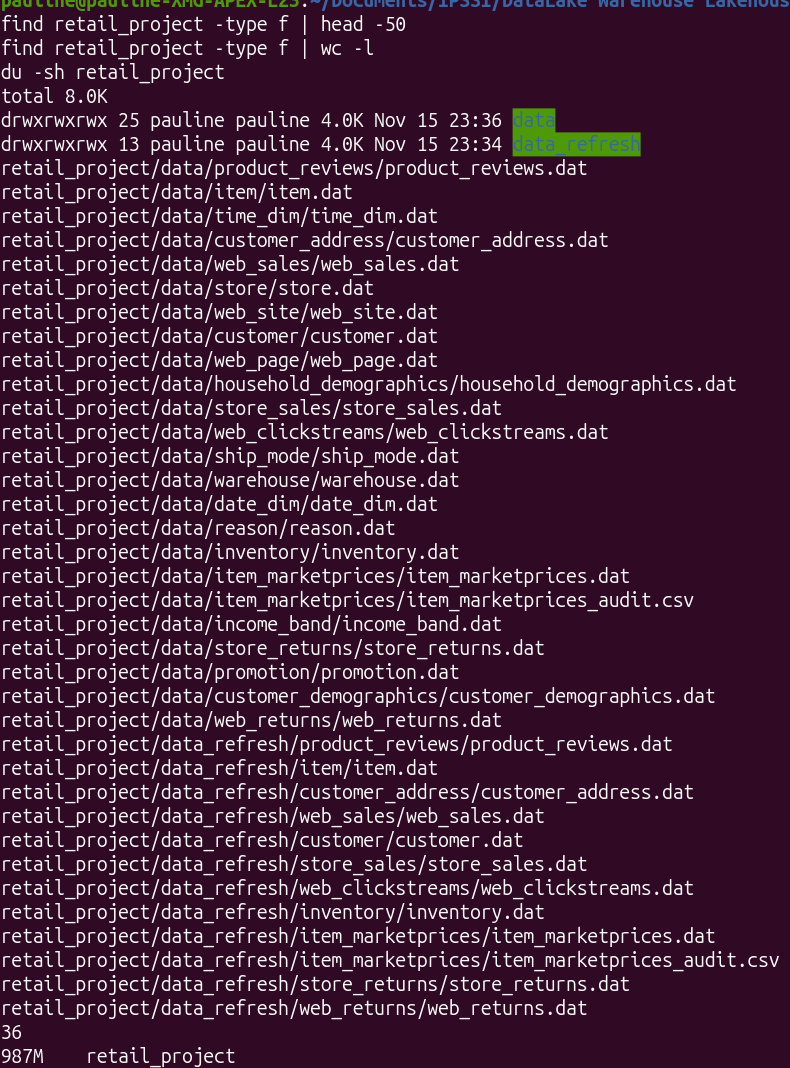 pauline@pauline-XMG-APEX-L23:~/Documents/IPSSI/DataLake Warehouse Lakehous
find retail_project -type f | head -50
find retail_project -type f | wc -l
du -sh retail_project
total 8.0K
drwxrwxrwx 25 pauline pauline 4.0K Nov 15 23:36 data
drwxrwxrwx 13 pauline pauline 4.0K Nov 15 23:34 data_refresh
retail_project/data/product_reviews/product_reviews.dat
retail_project/data/item/item.dat
retail_project/data/time_dim/time_dim.dat
retail_project/data/customer_address/customer_address.dat
retail_project/data/web_sales/web_sales.dat
retail_project/data/store/store.dat
retail_project/data/web_site/web_site.dat
retail_project/data/customer/customer.dat
retail_project/data/web_page/web_page.dat
retail_project/data/household_demographics/household_demographics.dat
retail_project/data/store_sales/store_sales.dat
retail_project/data/web_clickstreams/web_clickstreams.dat
retail_project/data/ship_mode/ship_mode.dat
retail_project/data/warehouse/warehouse.dat
retail_project/data/date_dim/date_dim.dat
retail_project/data/reason/reason.dat
retail_project/data/inventory/inventory.dat
retail_project/data/item_marketprices/item_marketprices.dat
retail_project/data/item_marketprices/item_marketprices_audit.csv
retail_project/data/income_band/income_band.dat
retail_project/data/store_returns/store_returns.dat
retail_project/data/promotion/promotion.dat
retail_project/data/customer_demographics/customer_demographics.dat
retail_project/data/web_returns/web_returns.dat
retail_project/data_refresh/product_reviews/product_reviews.dat
retail_project/data_refresh/item/item.dat
retail_project/data_refresh/customer_address/customer_address.dat
retail_project/data_refresh/web_sales/web_sales.dat
retail_project/data_refresh/customer/customer.dat
retail_project/data_refresh/store_sales/store_sales.dat
retail_project/data_refresh/web_clickstreams/web_clickstreams.dat
retail_project/data_refresh/inventory/inventory.dat
retail_project/data_refresh/item_marketprices/item_marketprices.dat
retail_project/data_refresh/item_marketprices/item_marketprices_audit.csv
retail_project/data_refresh/store_returns/store_returns.dat
retail_project/data_refresh/web_returns/web_returns.dat
36
987M    retail_project